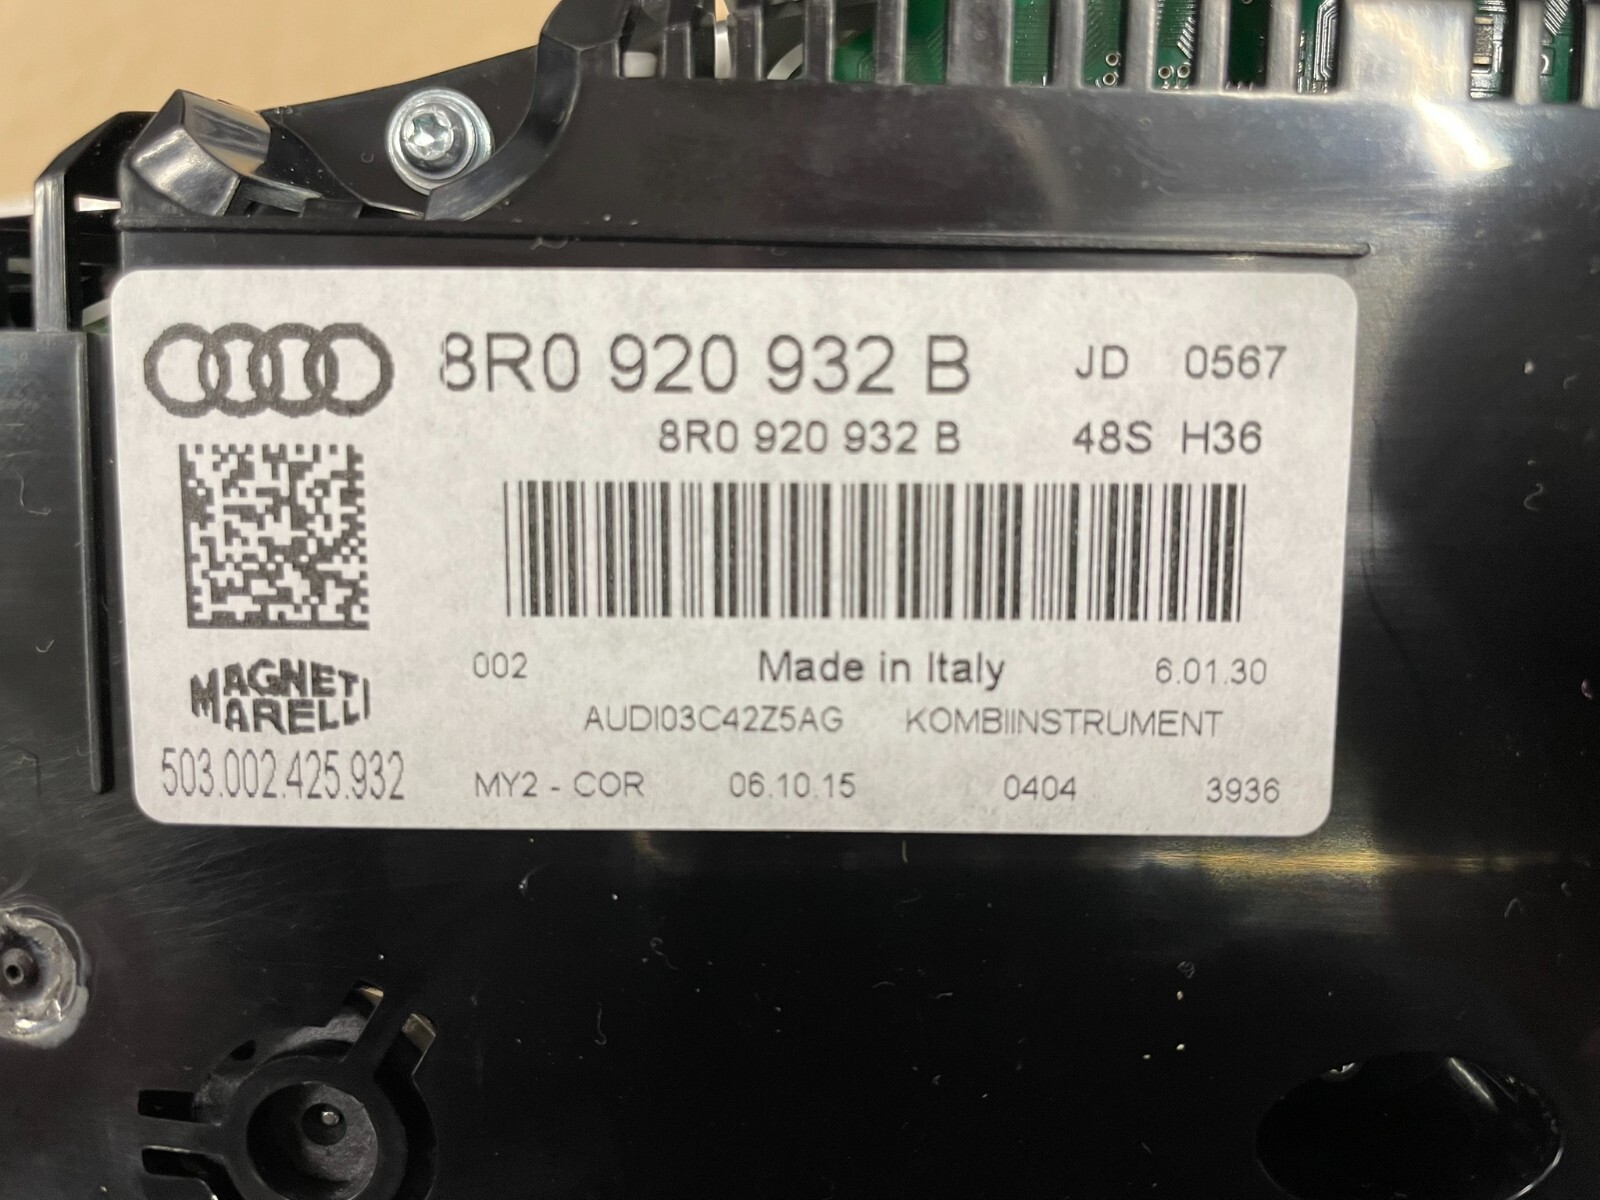 8R0 920 932 B JD 0567
8R0 920 932 B 48S H36
002 Made in Italy 6.01.30
MAGNETI
MARELLI
AUDI03C42Z5AG KOMBIINSTRUMENT
503.002.425.932 MY2 - COR 06.10.15 0404 3936